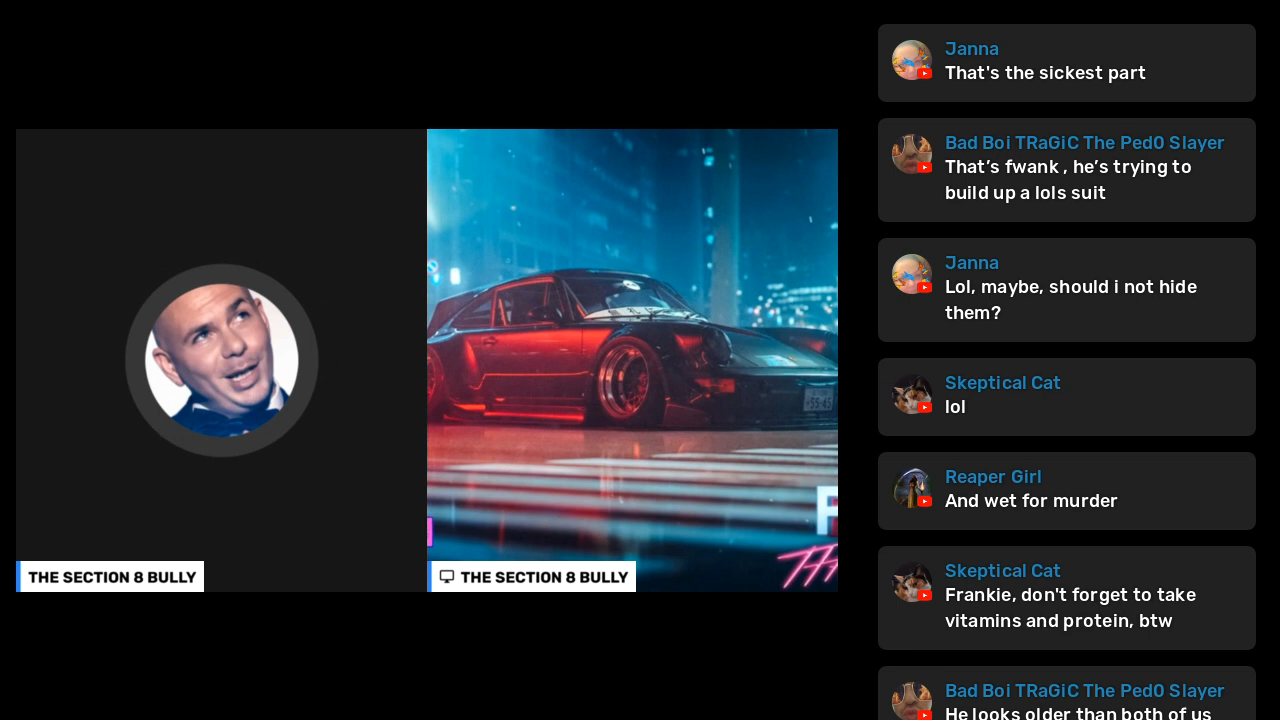 Janna
That's the sickest part
Bad Boi TRaGiC The Ped0 Slayer
That’s fwank , he’s trying to
build up a lols suit
Janna
Lol, maybe, should i not hide
them?
Skeptical Cat
lol
Reaper Girl
And wet for murder
Skeptical Cat
Frankie, don't forget to take
vitamins and protein, btw
Bad Boi TRaGiC The Ped0 Slayer
He looks older than both of us
THE SECTION 8 BULLY
THE SECTION 8 BULLY